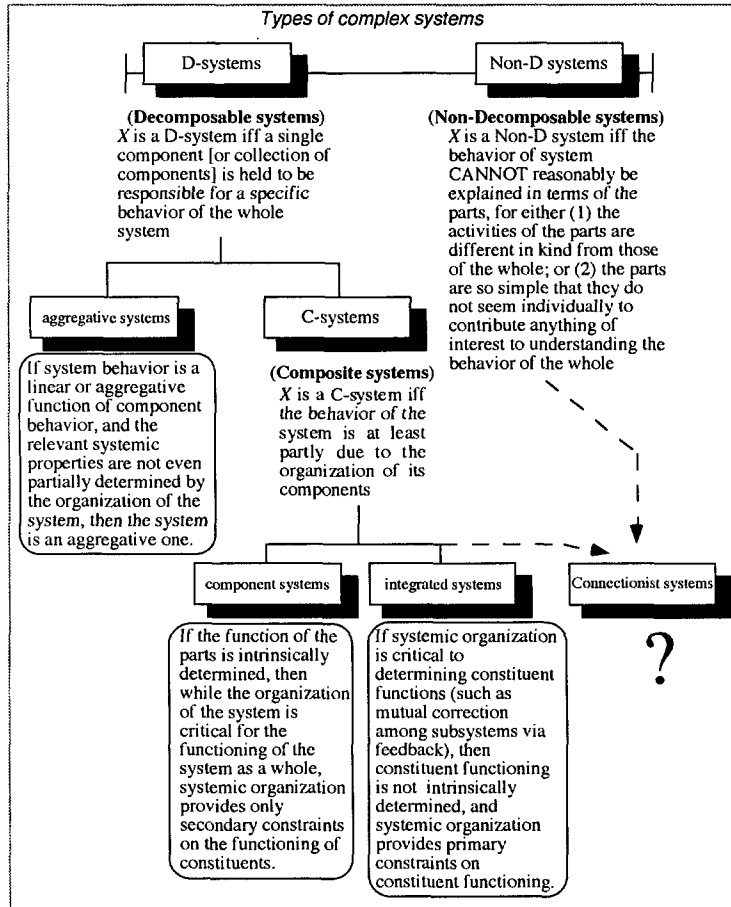 Types of complex systems
D-systems
Non-D systems
(Decomposable systems)
X is a D-system iff a single
component [or collection of
components] is held to be
responsible for a specific
behavior of the whole
system
(Non-Decomposable systems)
X is a Non-D system iff the
behavior of system
CANNOT reasonably be
explained in terms of the
parts, for either (1) the
activities of the parts are
different in kind from those
of the whole; or (2) the parts
are so simple that they do
not seem individually to
contribute anything of
interest to understanding the
behavior of the whole
aggregative systems
C-systems
If system behavior is a
linear or aggregative
function of component
behavior, and the
relevant systemic
properties are not even
partially determined by
the organization of the
system, then the system
is an aggregative one.
(Composite systems)
X is a C-system iff
the behavior of the
system is at least
partly due to the
organization of its
components
component systems
integrated systems
Connectionist systems
If the function of the
parts is intrinsically
determined, then
while the organization
of the system is
critical for the
functioning of the
system as a whole,
systemic organization
provides only
secondary constraints
on the functioning of
constituents.
If systemic organization
is critical to
determining constituent
functions (such as
mutual correction
among subsystems via
feedback), then
constituent functioning
is not intrinsically
determined, and
systemic organization
provides primary
constraints on
constituent functioning.
?